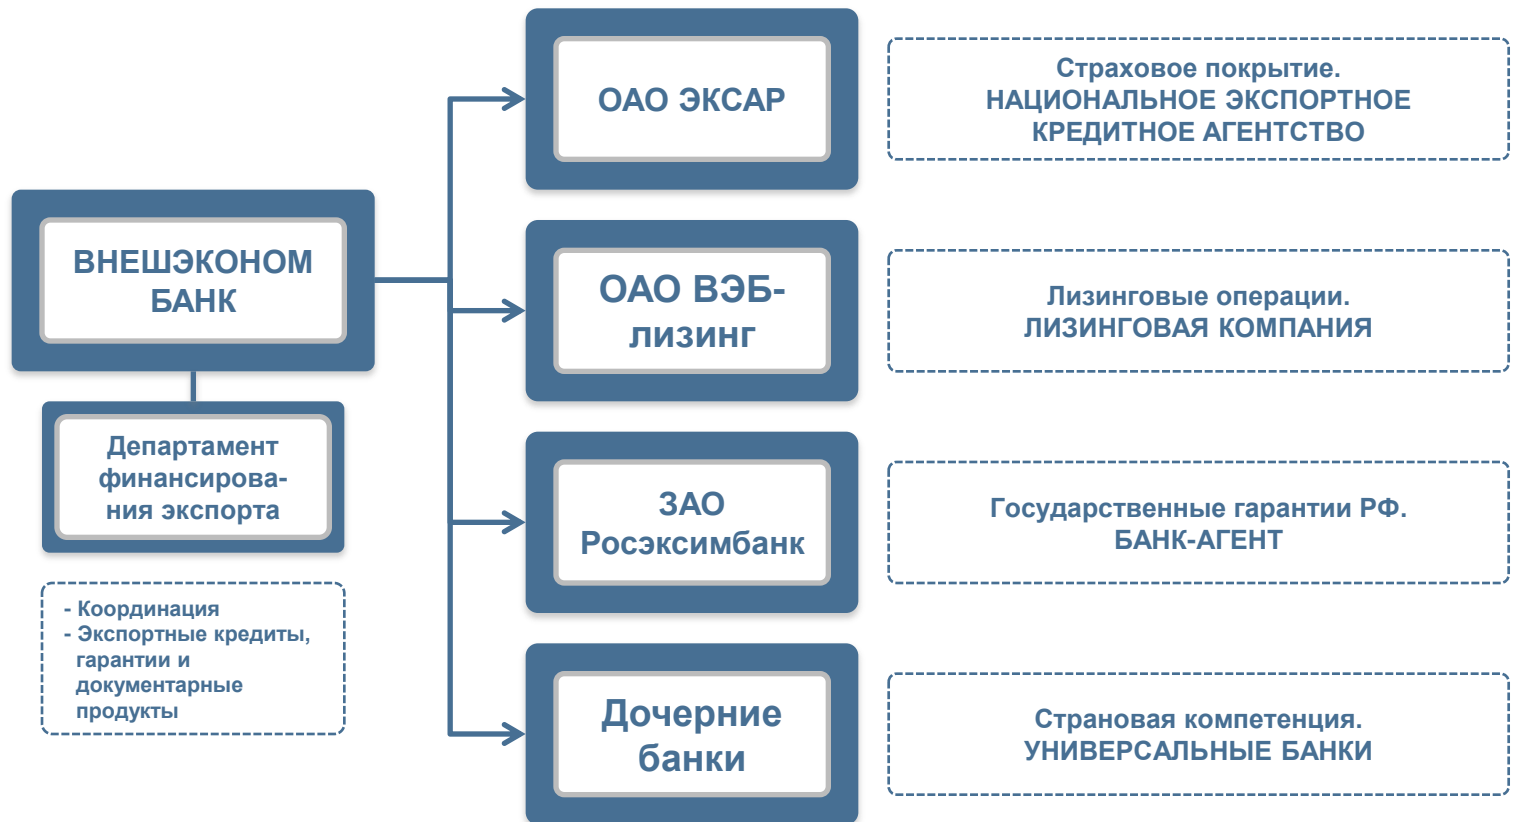 ВНЕШЭКОНОМ
БАНК
Департамент
финансирова-
ния экспорта
- Координация
- Экспортные кредиты,
гарантии и
документарные
продукты
ОАО ЭКСАР
Страховое покрытие.
НАЦИОНАЛЬНОЕ ЭКСПОРТНОЕ
КРЕДИТНОЕ АГЕНТСТВО
ОАО ВЭБ-
лизинг
Лизинговые операции.
ЛИЗИНГОВАЯ КОМПАНИЯ
ЗАО
Росэксимбанк
Государственные гарантии РФ.
БАНК-АГЕНТ
Дочерние
банки
Страновая компетенция.
УНИВЕРСАЛЬНЫЕ БАНКИ